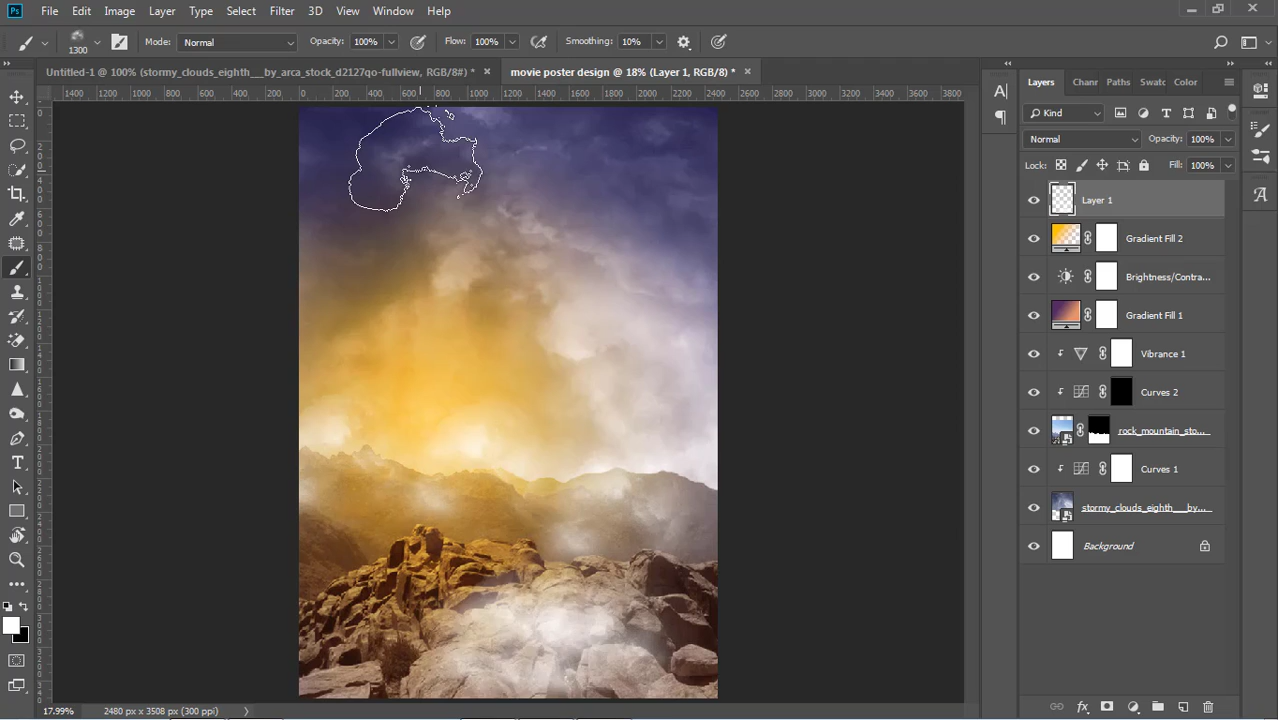 Ps File Edit Image Layer Type Select Filter 3D View Window Help
1300 Mode: Normal Opacity: 100% Flow: 100% Smoothing: 10%
Untitled-1 @ 100% (stormy_clouds_eighth___by_arca_stock_d2127qo-fullview, RGB/8#) * movie poster design @ 18% (Layer 1, RGB/8) *
1400 1200 1000 800 600 400 200 0 200 400 600 800 1000 1200 1400 1600 1800 2000 2200 2400 2600 2800 3000 3200 3400 3600 3800
Layers Chanr Paths Swatc Color
Kind
Normal Opacity: 100%
Lock: Fill: 100%
Layer 1
Gradient Fill 2
Brightness/Contra...
Gradient Fill 1
Vibrance 1
Curves 2
rock_mountain_sto...
Curves 1
stormy_clouds_eighth___by...
Background
17.99% 2480 px x 3508 px (300 ppi)